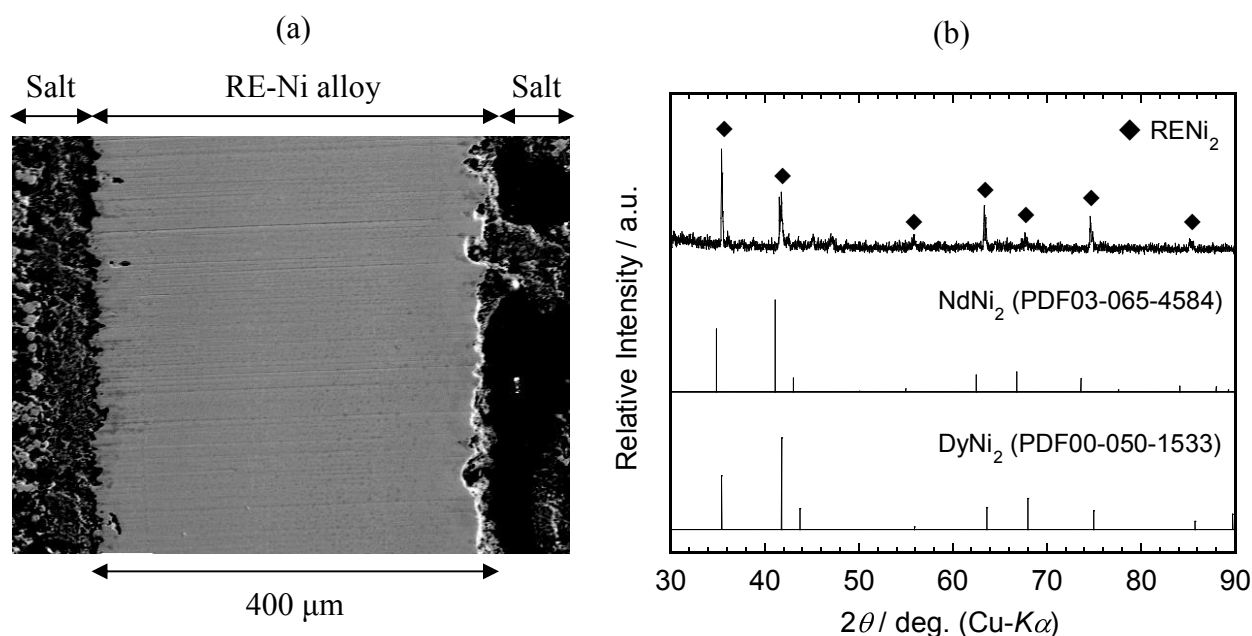 (a)
Salt RE-Ni alloy Salt
400 μm
(b)
◆ RENi₂
NdNi₂ (PDF03-065-4584)
DyNi₂ (PDF00-050-1533)
Relative Intensity / a.u.
30 40 50 60 70 80 90
2θ / deg. (Cu-Kα)